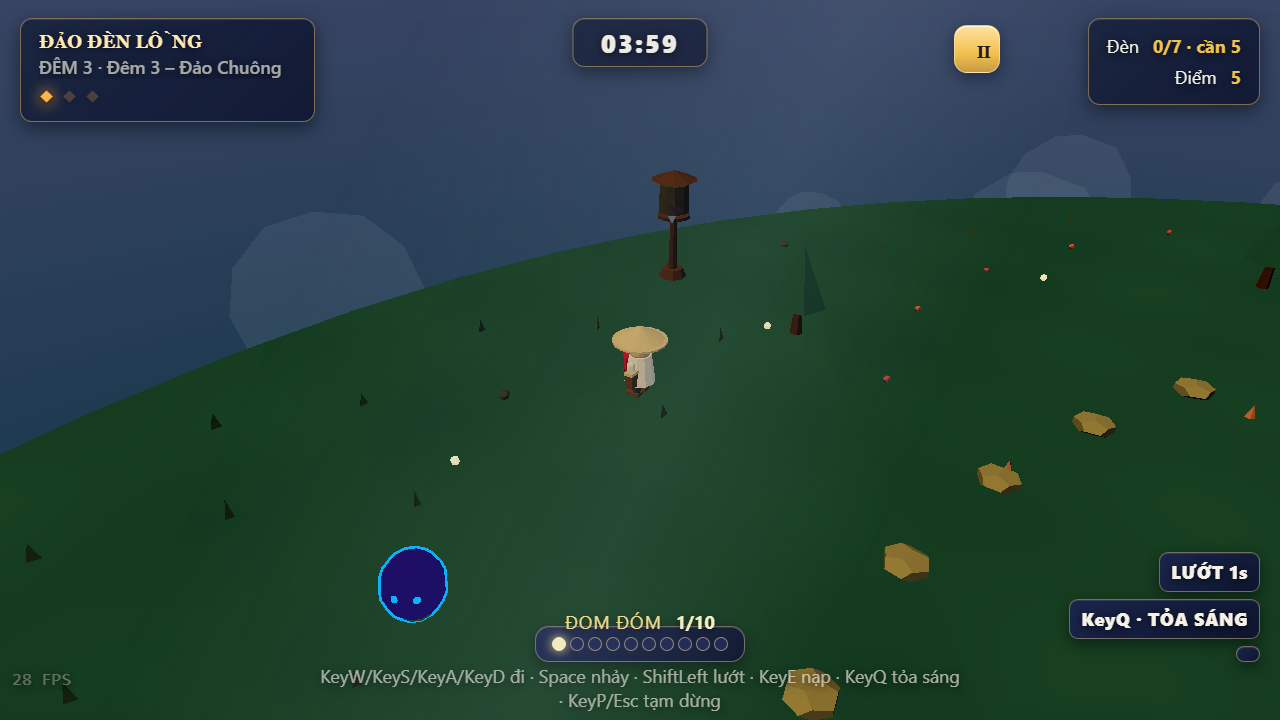 ĐẢO ĐÈN LỒNG
ĐÊM 3 · Đêm 3 – Đảo Chuông
03:59
II
Đèn 0/7 · cần 5
Điểm 5
LƯỚT 1s
KeyQ · TỎA SÁNG
ĐOM ĐÓM 1/10
28 FPS
KeyW/KeyS/KeyA/KeyD đi · Space nhảy · ShiftLeft lướt · KeyE nạp · KeyQ tỏa sáng
· KeyP/Esc tạm dừng